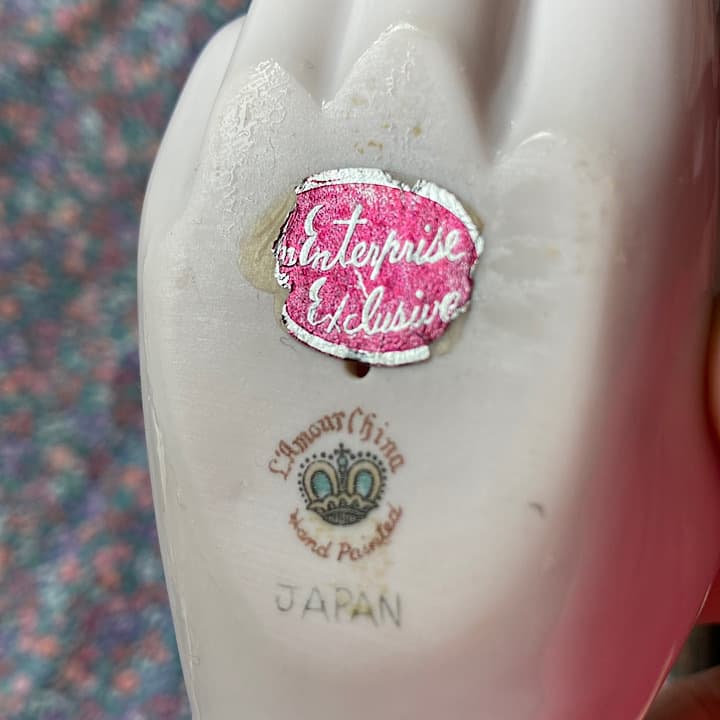 Enterprise
Exclusive
L'Amour China
Hand Painted
JAPAN